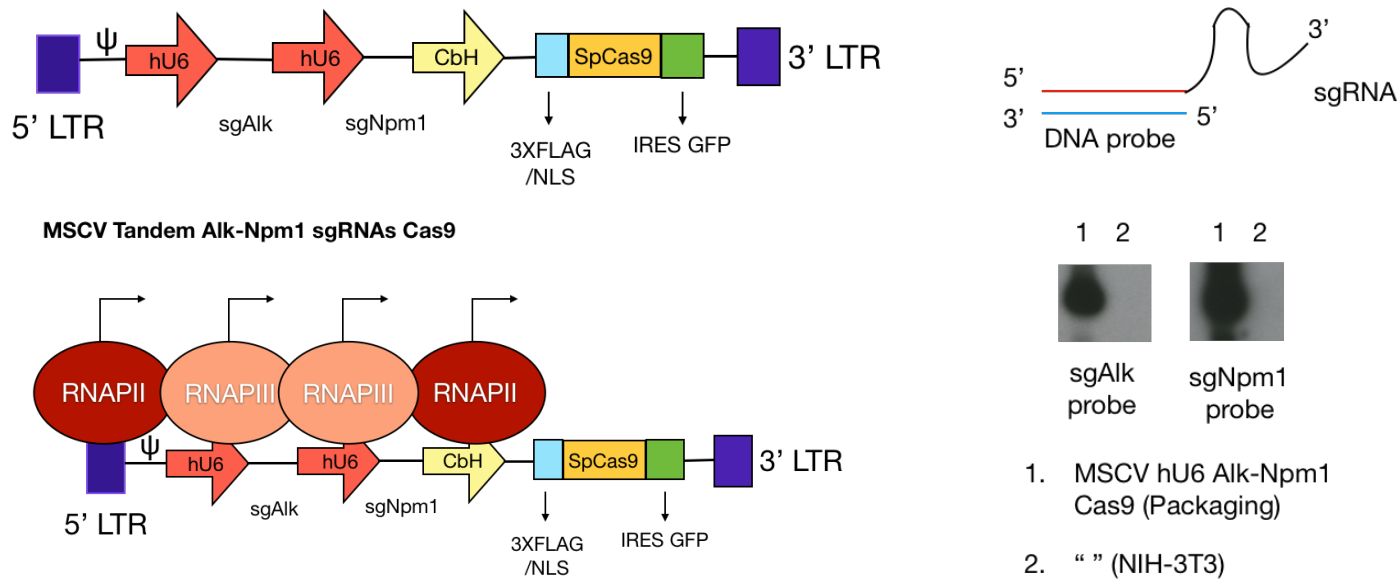 ψ
hU6
hU6
CbH
SpCas9
3’ LTR
5’ LTR
sgAlk
sgNpm1
3XFLAG
/NLS
IRES GFP
MSCV Tandem Alk-Npm1 sgRNAs Cas9
RNAPII
RNAPIII
RNAPIII
RNAPII
ψ
hU6
hU6
CbH
SpCas9
3’ LTR
5’ LTR
sgAlk
sgNpm1
3XFLAG
/NLS
IRES GFP
3’
5’
sgRNA
3’
5’
DNA probe
1 2
1 2
sgAlk
probe
sgNpm1
probe
1. MSCV hU6 Alk-Npm1
Cas9 (Packaging)
2. “ ” (NIH-3T3)